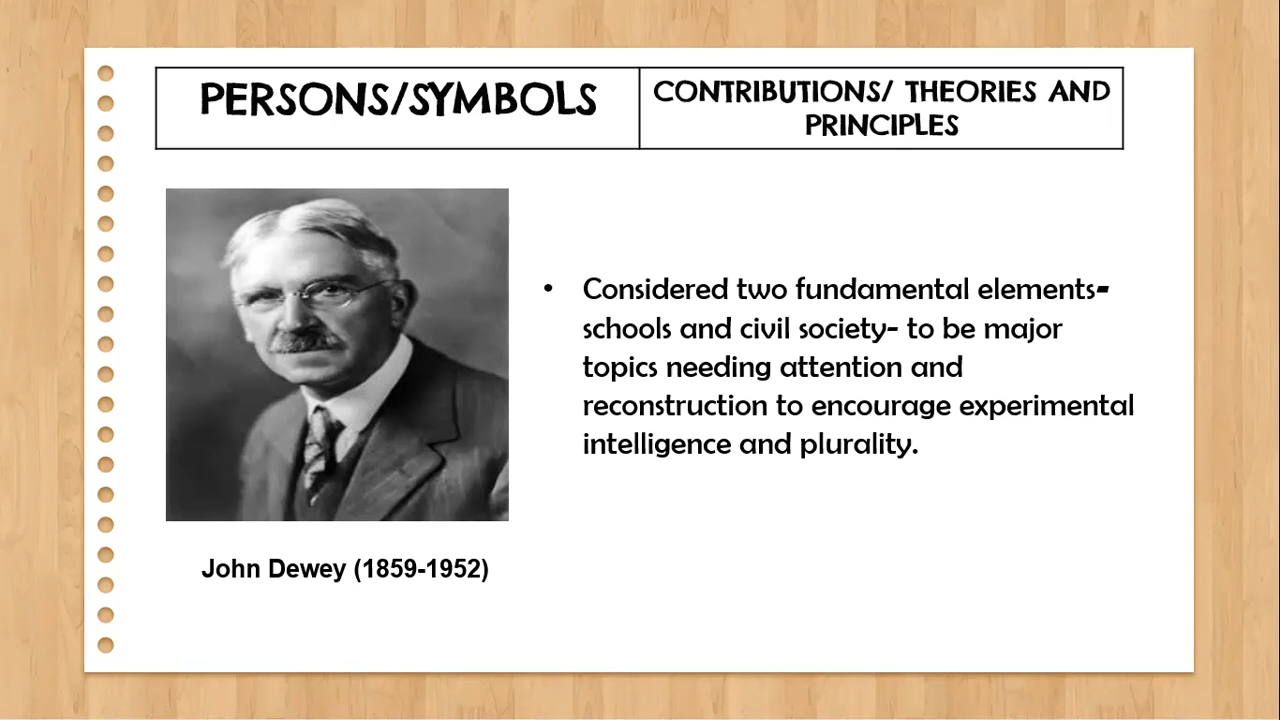 PERSONS/SYMBOLS
CONTRIBUTIONS/ THEORIES AND
PRINCIPLES
• Considered two fundamental elements-
schools and civil society- to be major
topics needing attention and
reconstruction to encourage experimental
intelligence and plurality.
John Dewey (1859-1952)